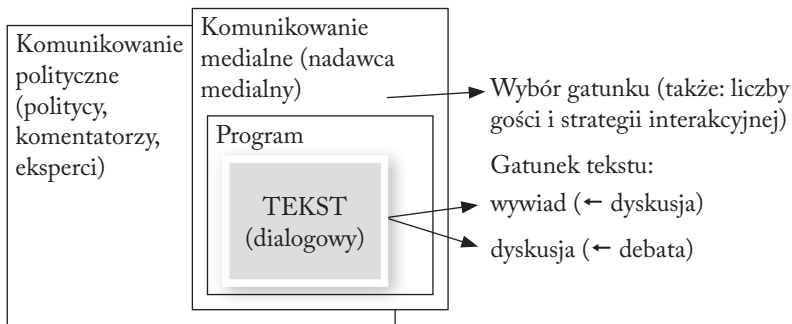 Komunikowanie
polityczne
(politycy,
komentatorzy,
eksperci)
Komunikowanie
medialne (nadawca
medialny)
Program
TEKST
(dialogowy)
Wybór gatunku (także: liczby
gości i strategii interakcyjnej)
Gatunek tekstu:
wywiad (← dyskusja)
dyskusja (← debata)